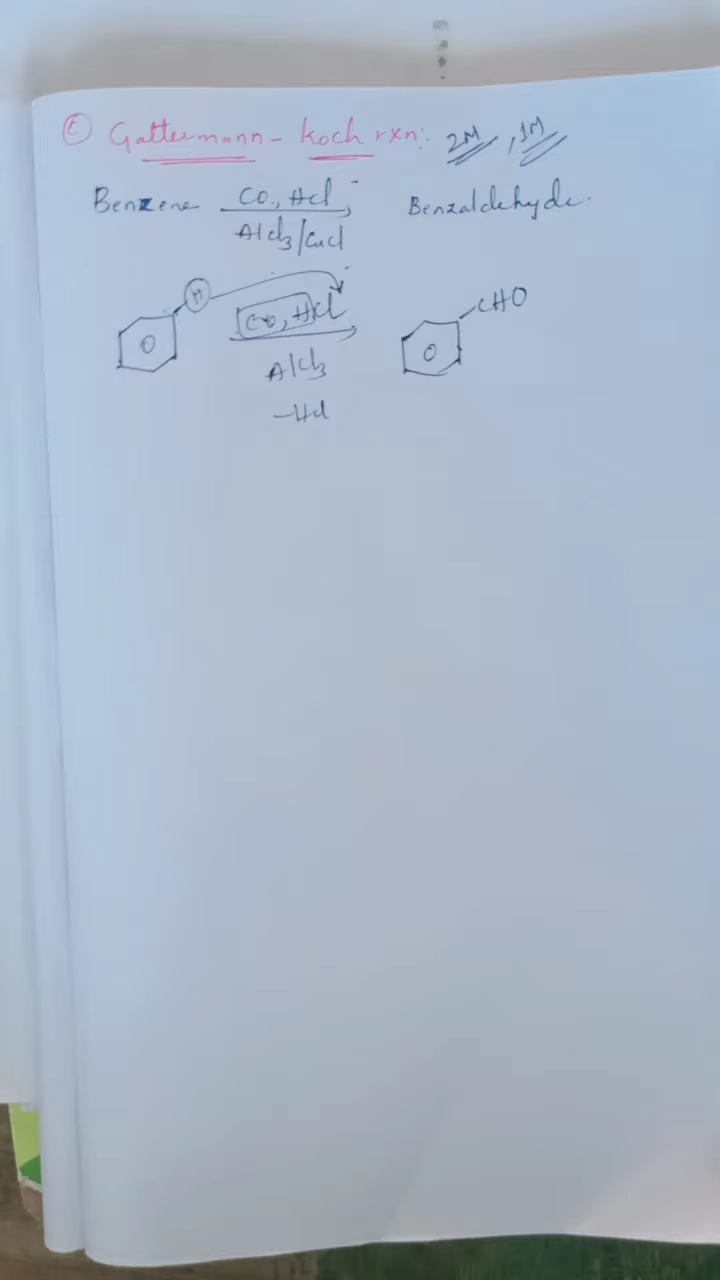 Ⓔ Gattermann - Koch rxn:. 2M, 1M
Benzene CO, HCl, Benzaldehyde.
AlCl3/CuCl
H CO, HCl CHO
AlCl3
-HCl